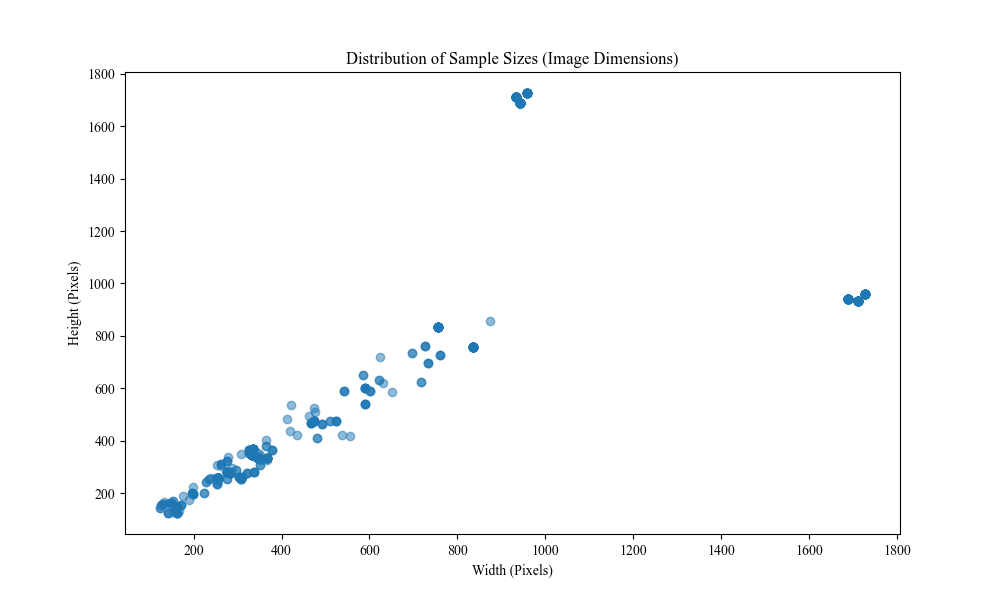 Distribution of Sample Sizes (Image Dimensions)
1800
1600
1400
1200
1000
800
600
400
200
Height (Pixels)
200 400 600 800 1000 1200 1400 1600 1800
Width (Pixels)